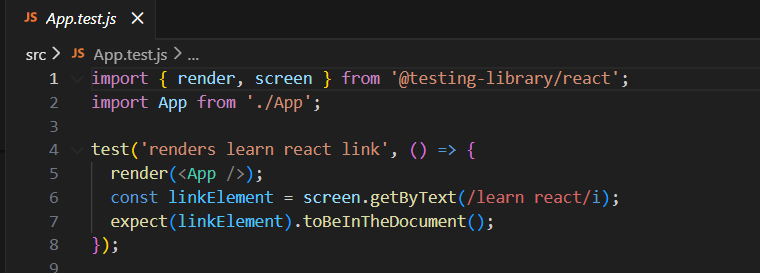 JS App.test.js ×
src > JS App.test.js > ...
1 import { render, screen } from '@testing-library/react';
2 import App from './App';
3
4 test('renders learn react link', () => {
5   render(<App />);
6   const linkElement = screen.getByText(/learn react/i);
7   expect(linkElement).toBeInTheDocument();
8 });
9